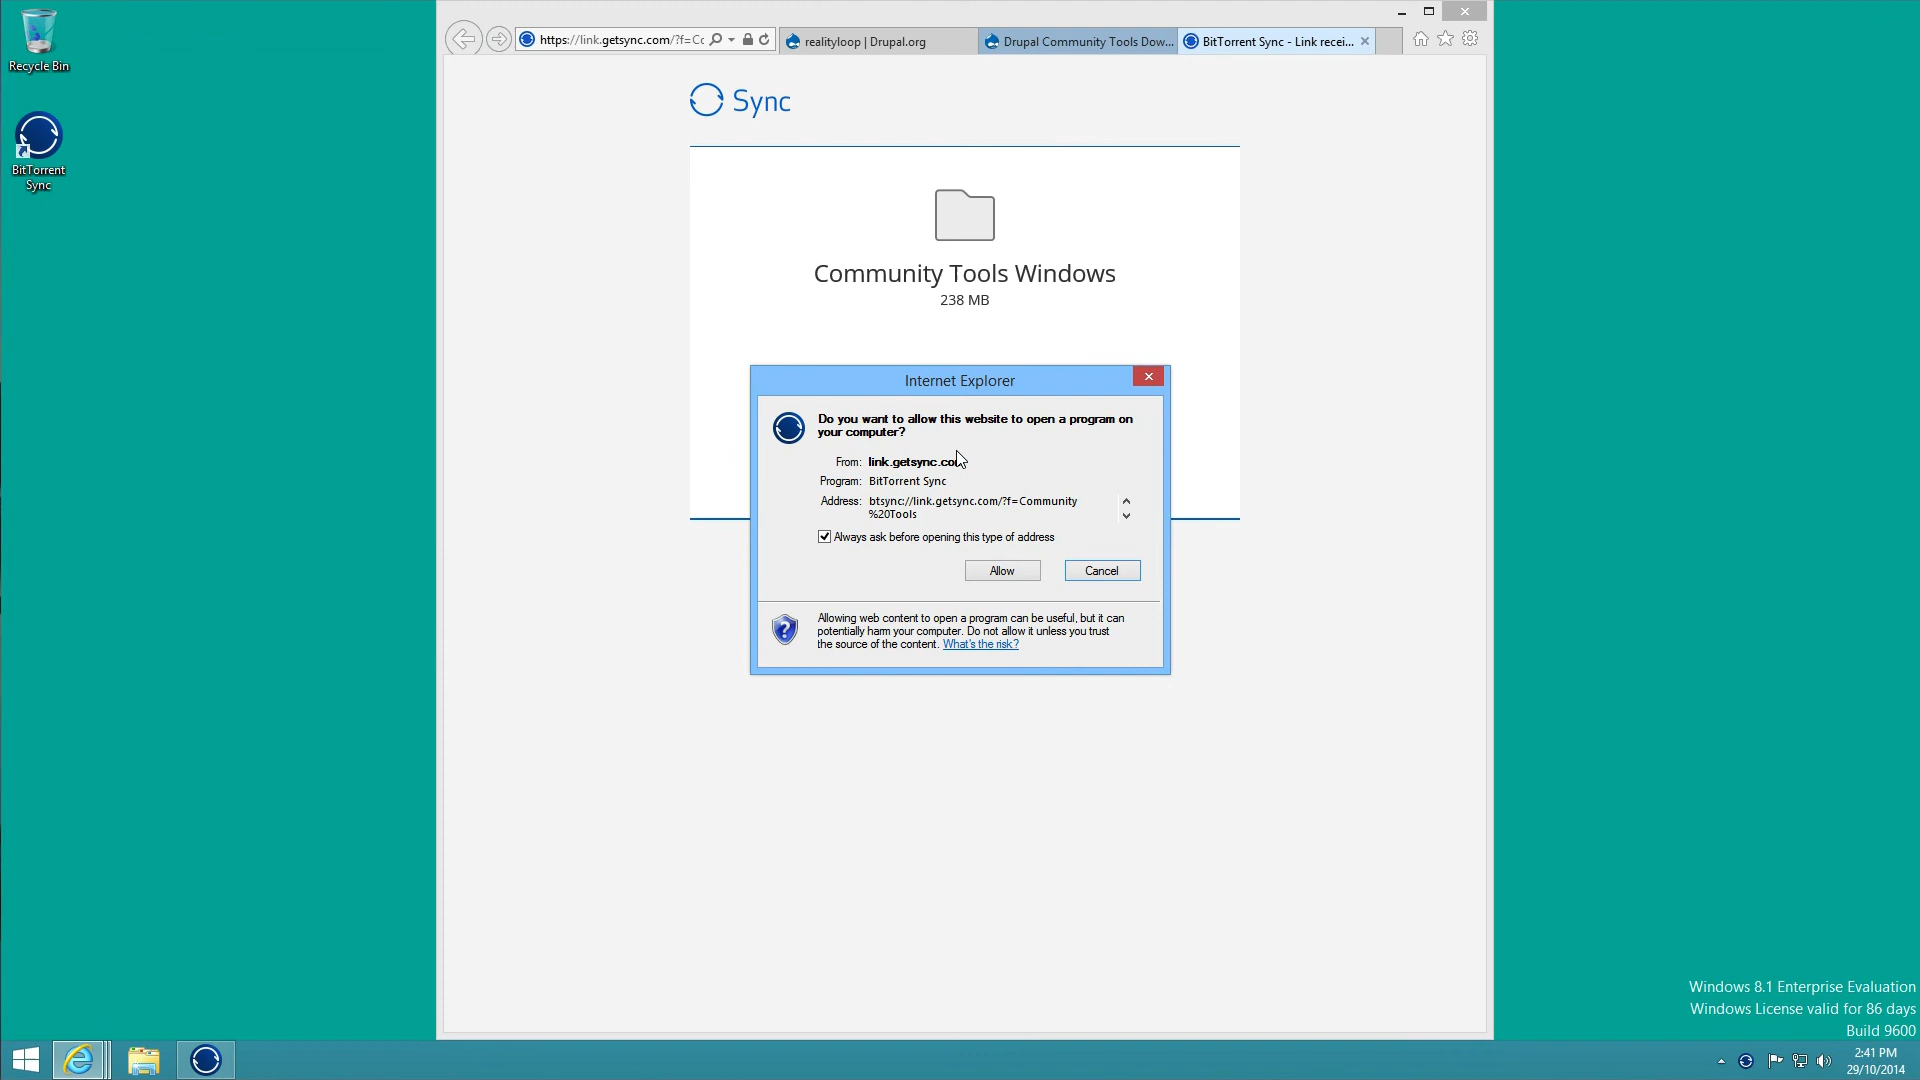 Recycle Bin
BitTorrent
Sync
https://link.getsync.com/?f=Cc
realityloop | Drupal.org
Drupal Community Tools Dow...
BitTorrent Sync - Link recei...
Sync
Community Tools Windows
238 MB
Internet Explorer
Do you want to allow this website to open a program on
your computer?
From: link.getsync.com
Program: BitTorrent Sync
Address: btsync://link.getsync.com/?f=Community
%20Tools
Always ask before opening this type of address
Allow
Cancel
Allowing web content to open a program can be useful, but it can
potentially harm your computer. Do not allow it unless you trust
the source of the content. What's the risk?
Windows 8.1 Enterprise Evaluation
Windows License valid for 86 days
Build 9600
2:41 PM
29/10/2014